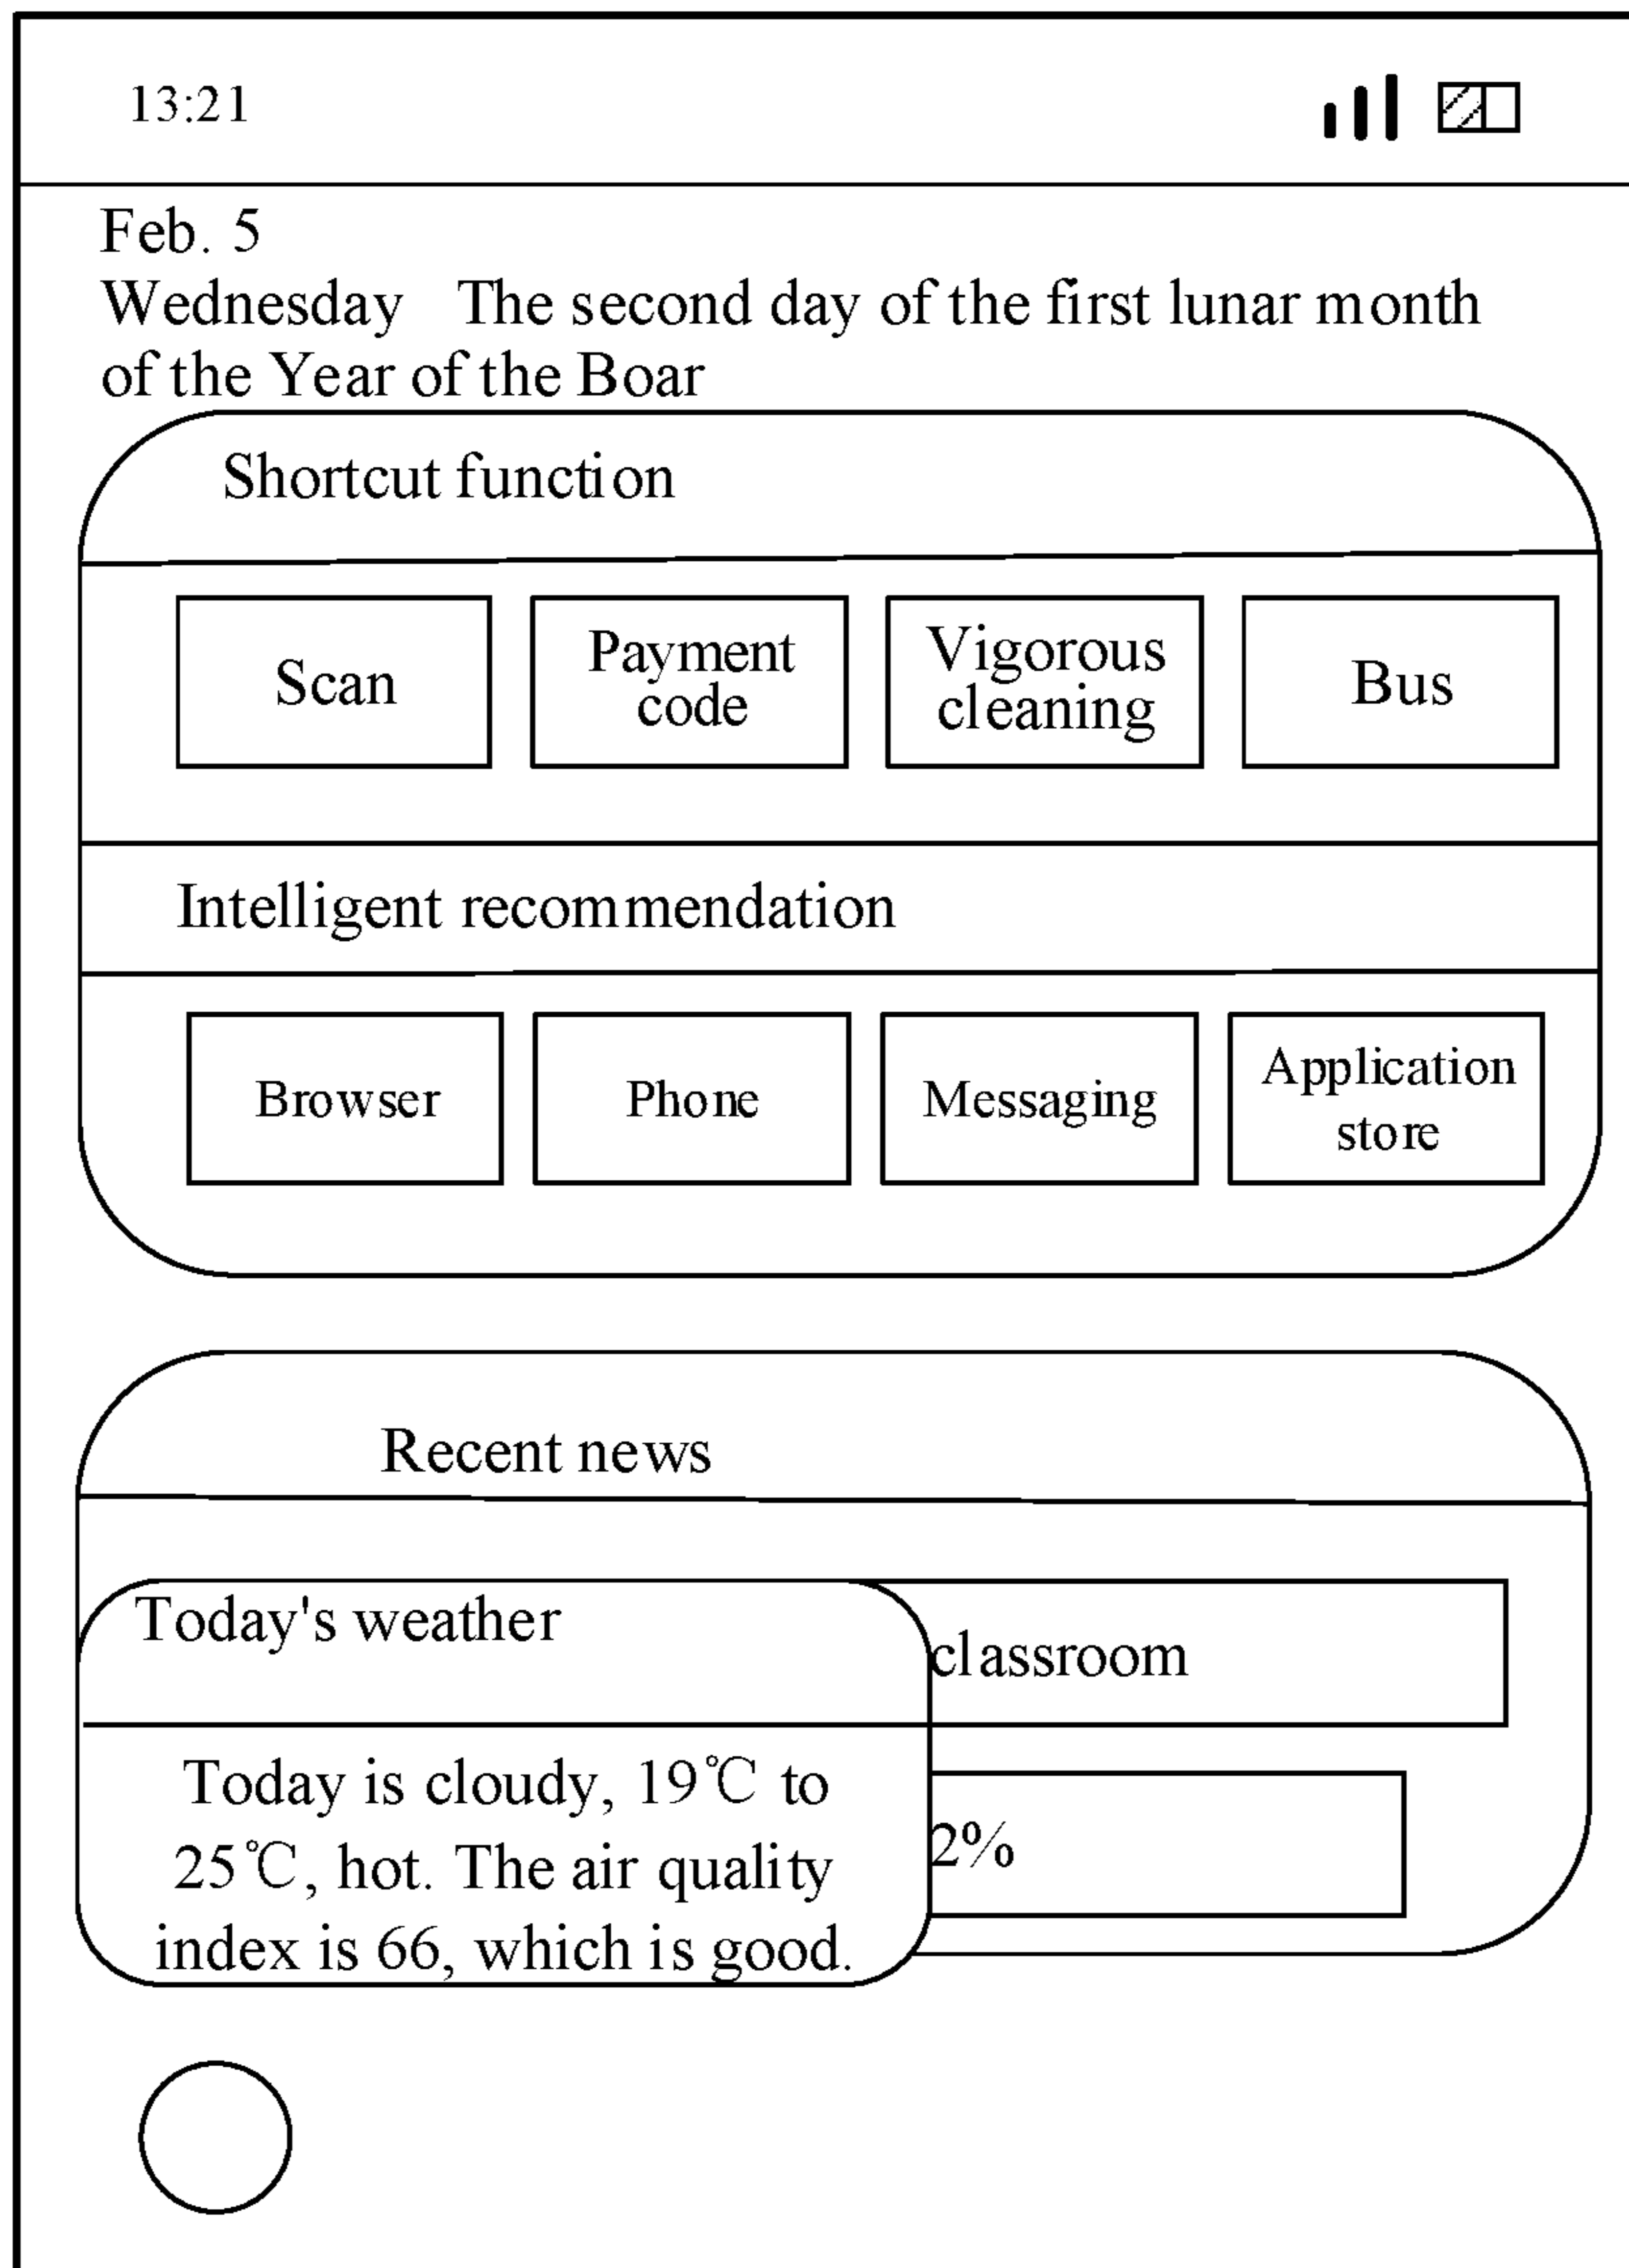 13:21
Feb. 5
Wednesday The second day of the first lunar month
of the Year of the Boar
Shortcut function
Scan
Payment
code
Vigorous
cleaning
Bus
Intelligent recommendation
Browser
Phone
Messaging
Application
store
Recent news
Today's weather
classroom
Today is cloudy, 19℃ to
25℃, hot. The air quality
index is 66, which is good.
2%